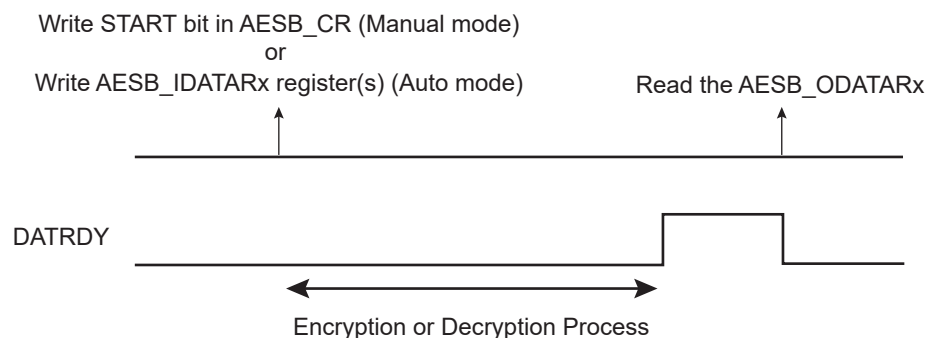 Write START bit in AESB_CR (Manual mode)
or
Write AESB_IDATARx register(s) (Auto mode)
Read the AESB_ODATARx
DATRDY
Encryption or Decryption Process